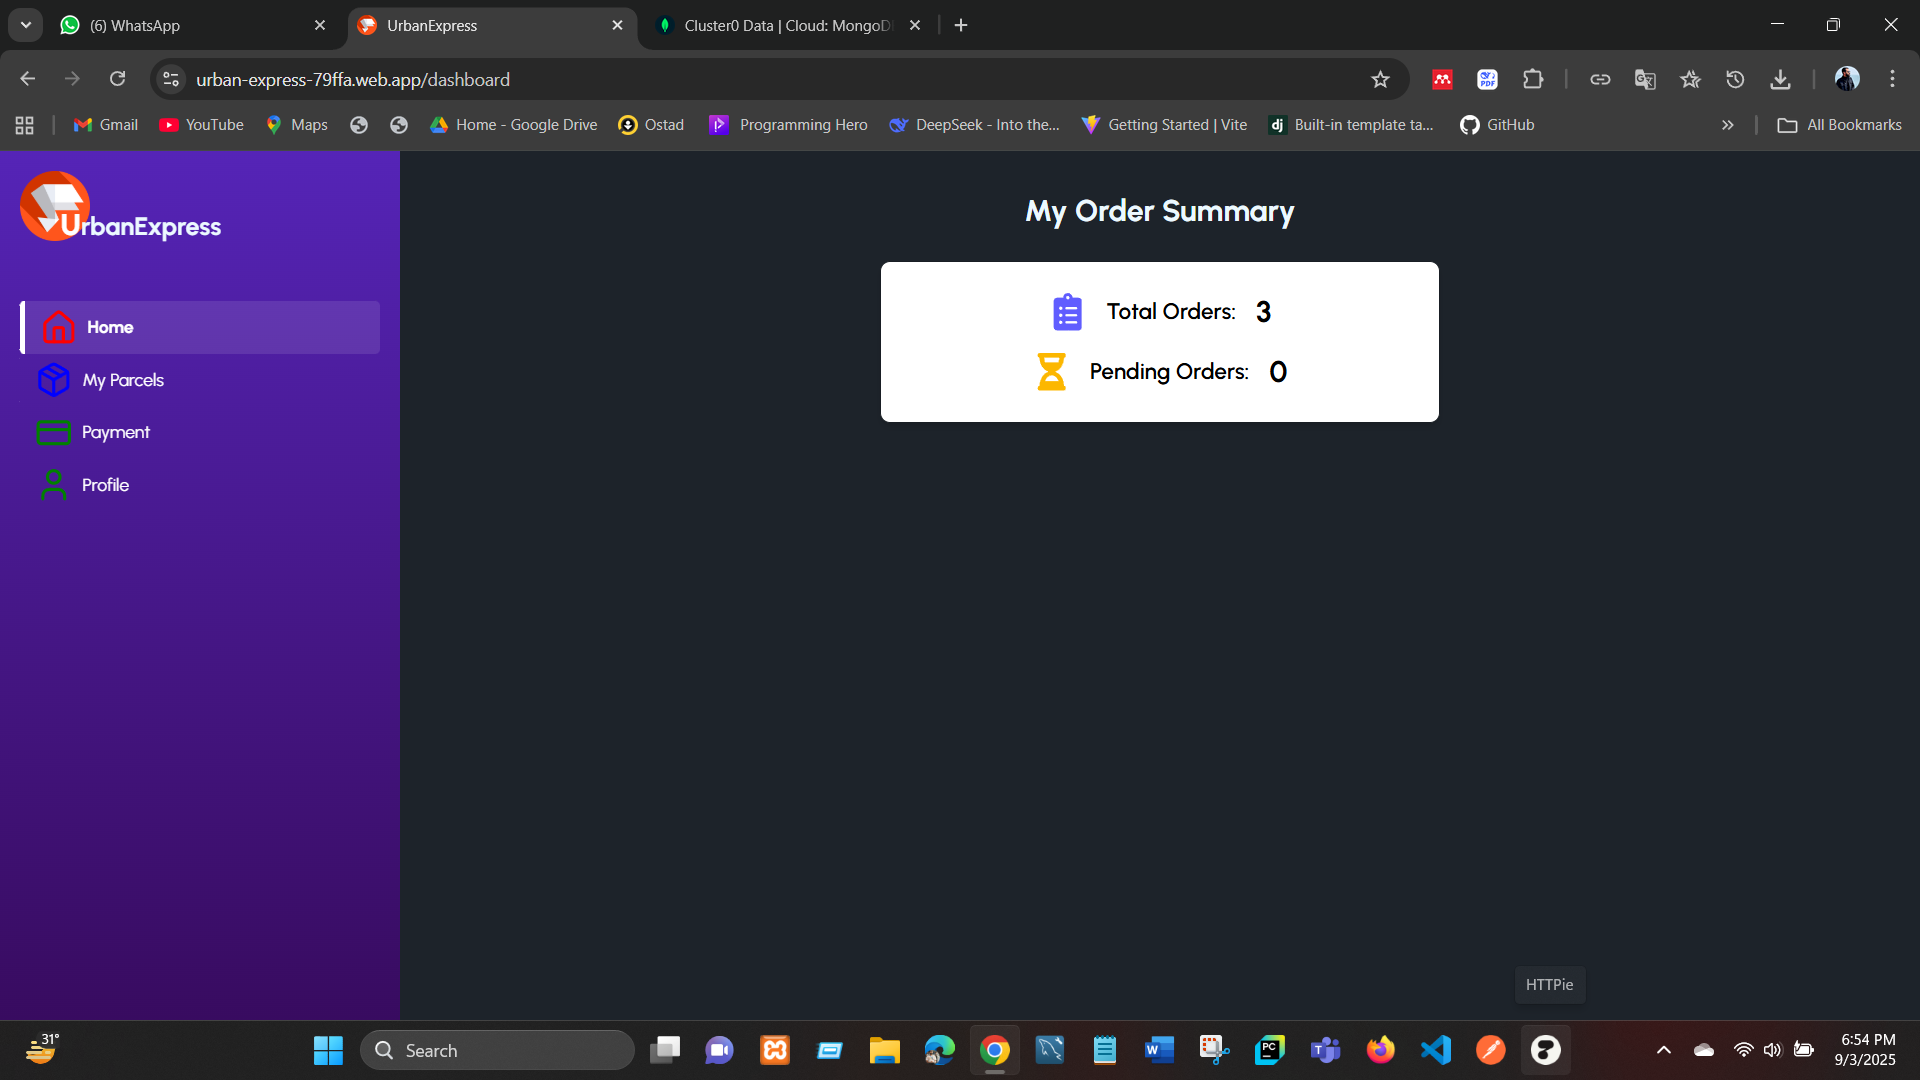 (6) WhatsApp
UrbanExpress
Cluster0 Data | Cloud: MongoD
urban-express-79ffa.web.app/dashboard
Gmail
YouTube
Maps
Home - Google Drive
Ostad
Programming Hero
DeepSeek - Into the...
Getting Started | Vite
Built-in template ta...
GitHub
All Bookmarks
UrbanExpress
Home
My Parcels
Payment
Profile
My Order Summary
Total Orders: 3
Pending Orders: 0
HTTPie
31°
Search
6:54 PM
9/3/2025